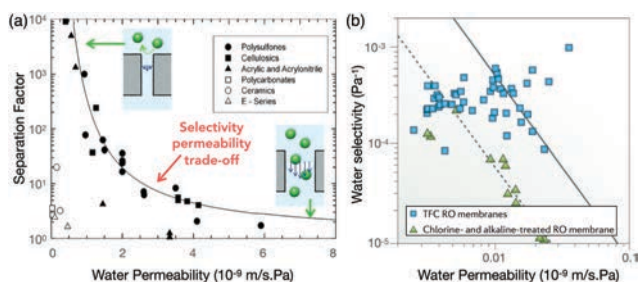 (a)
10⁴
10³
10²
10¹
10⁰
Separation Factor
Polysulfones
Cellulosics
Acrylic and Acrylonitrile
Polycarbonates
Ceramics
E - Series
Selectivity
permeability
trade-off
0 2 4 6 8
Water Permeability (10⁻⁹ m/s.Pa)
(b)
10⁻³
10⁻⁴
10⁻⁵
Water selectivity (Pa⁻¹)
TFC RO membranes
Chlorine- and alkaline-treated RO membrane
0.01 0.1
Water Permeability (10⁻⁹ m/s.Pa)